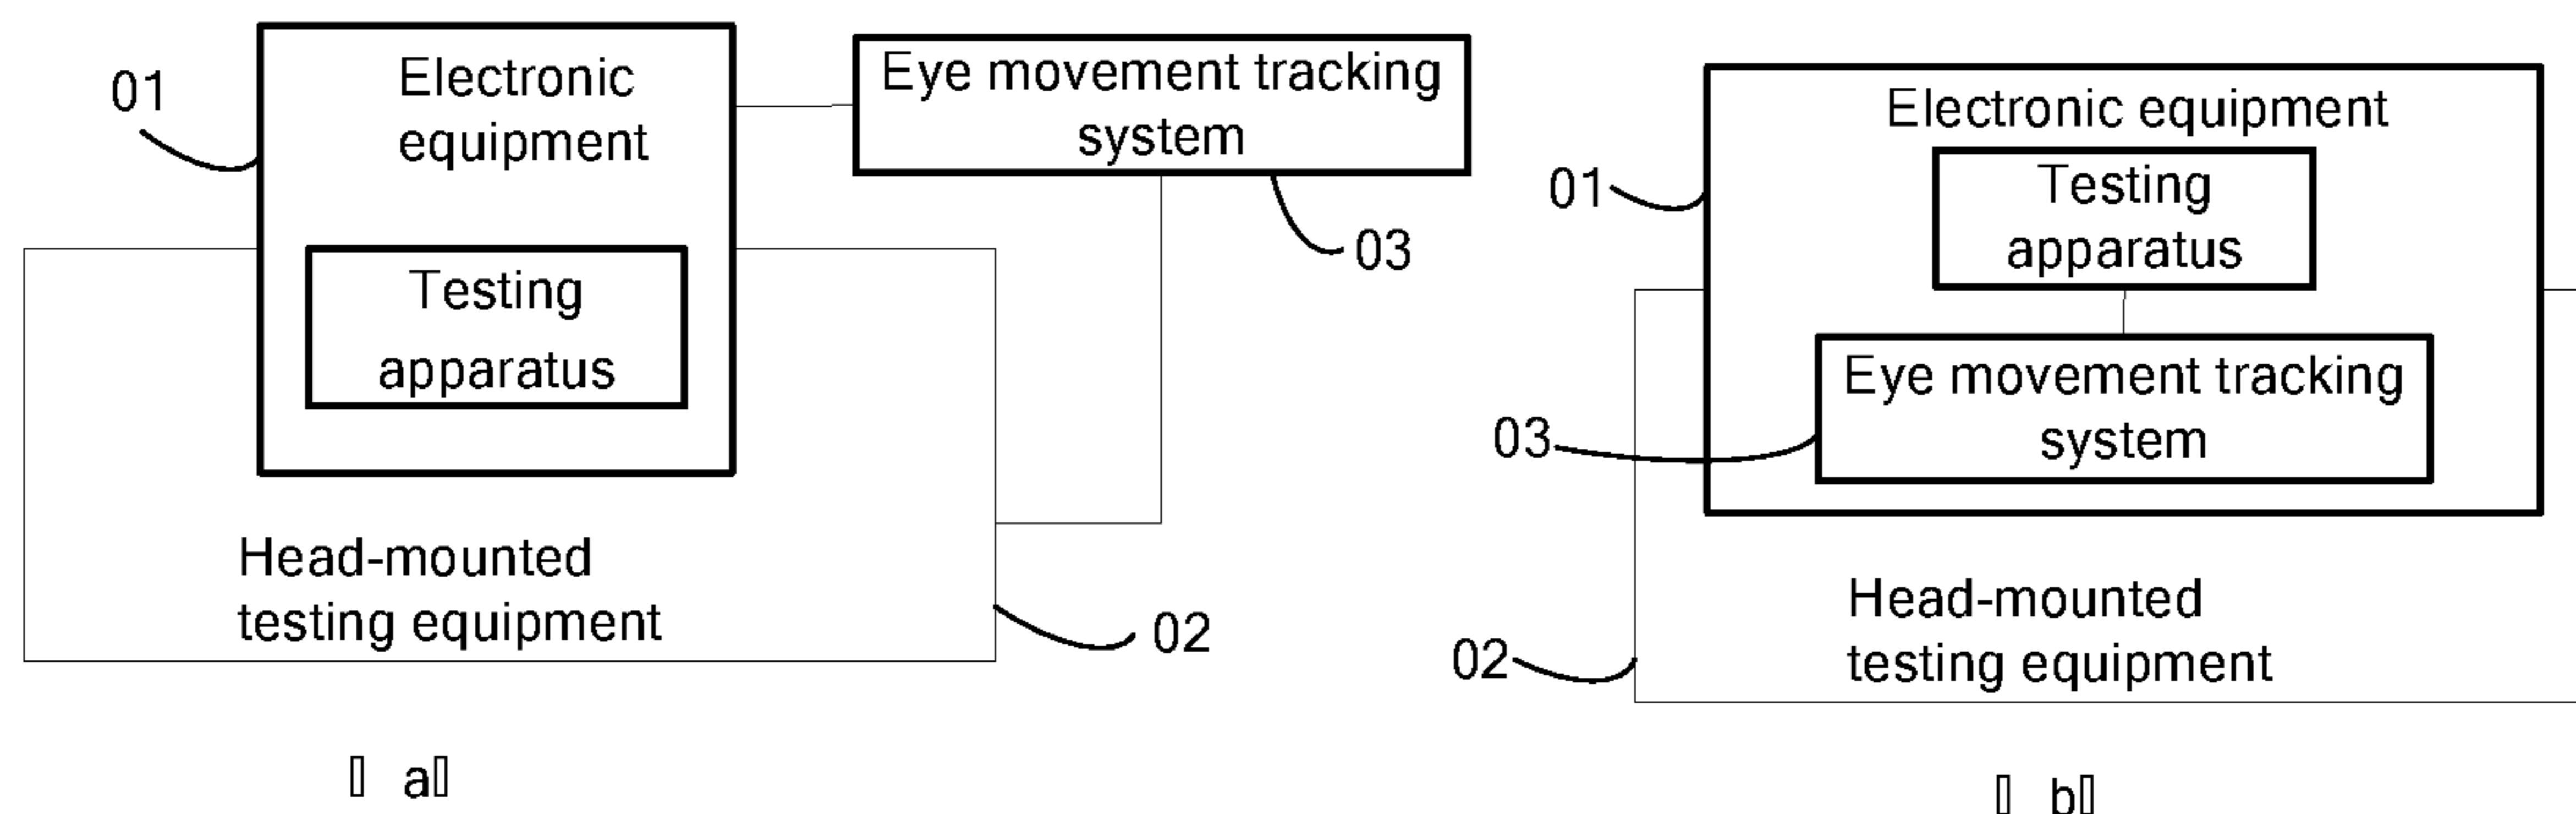 01
Electronic
equipment
Eye movement tracking
system
03
Testing
apparatus
Head-mounted
testing equipment
02
a
Electronic equipment
01
Testing
apparatus
Eye movement tracking
system
03
Head-mounted
testing equipment
02
b